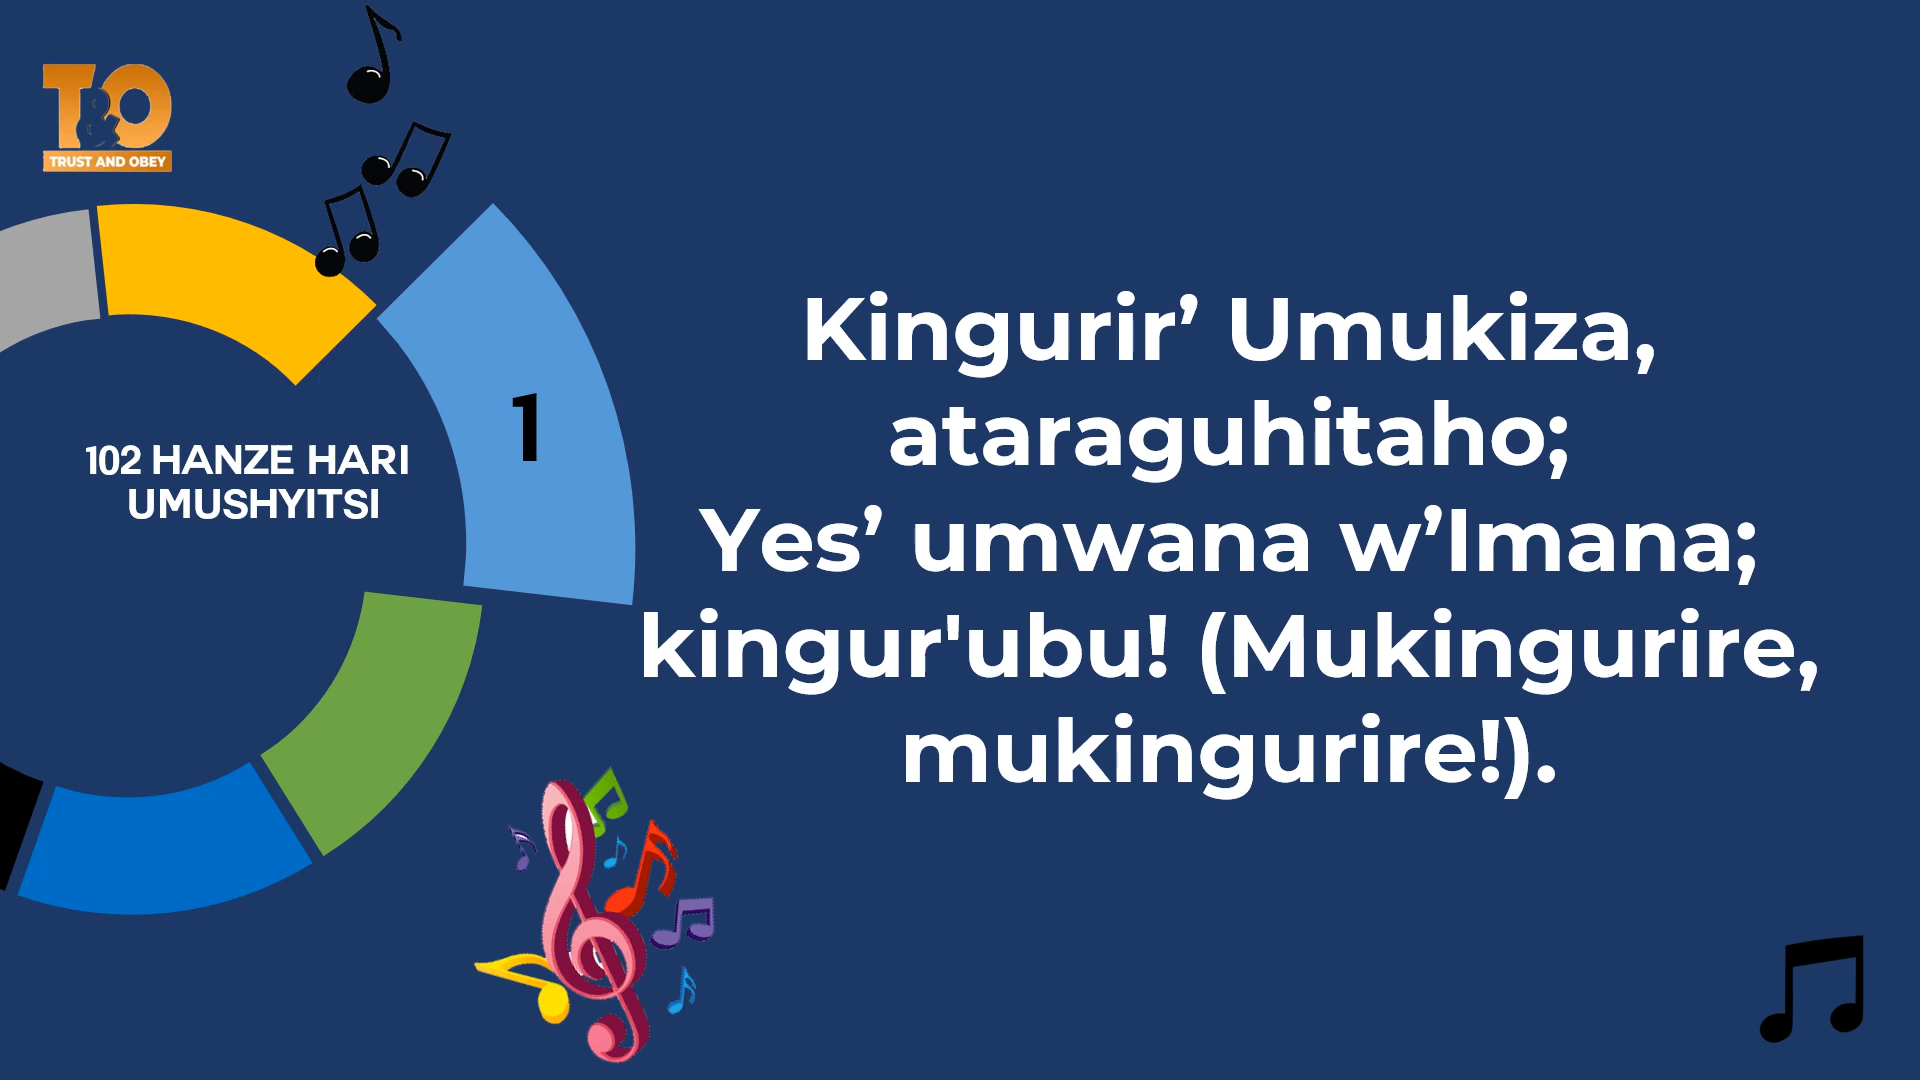 T&O
TRUST AND OBEY
102 HANZE HARI
UMUSHYITSI
1
Kingurir’ Umukiza,
ataraguhitaho;
Yes’ umwana w’Imana;
kingur'ubu! (Mukingurire,
mukingurire!).